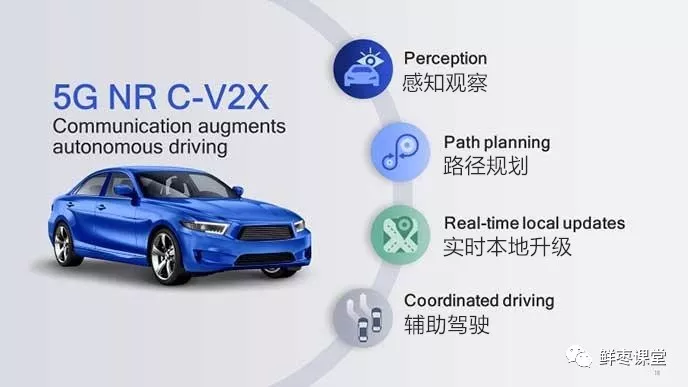 5G NR C-V2X
Communication augments
autonomous driving
Perception
感知观察
Path planning
路径规划
Real-time local updates
实时本地升级
Coordinated driving
辅助驾驶
鲜枣课堂
18